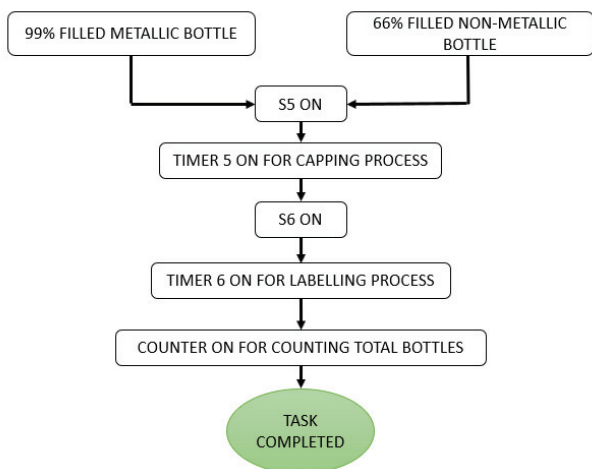 99% FILLED METALLIC BOTTLE
66% FILLED NON-METALLIC
BOTTLE
S5 ON
TIMER 5 ON FOR CAPPING PROCESS
S6 ON
TIMER 6 ON FOR LABELLING PROCESS
COUNTER ON FOR COUNTING TOTAL BOTTLES
TASK
COMPLETED